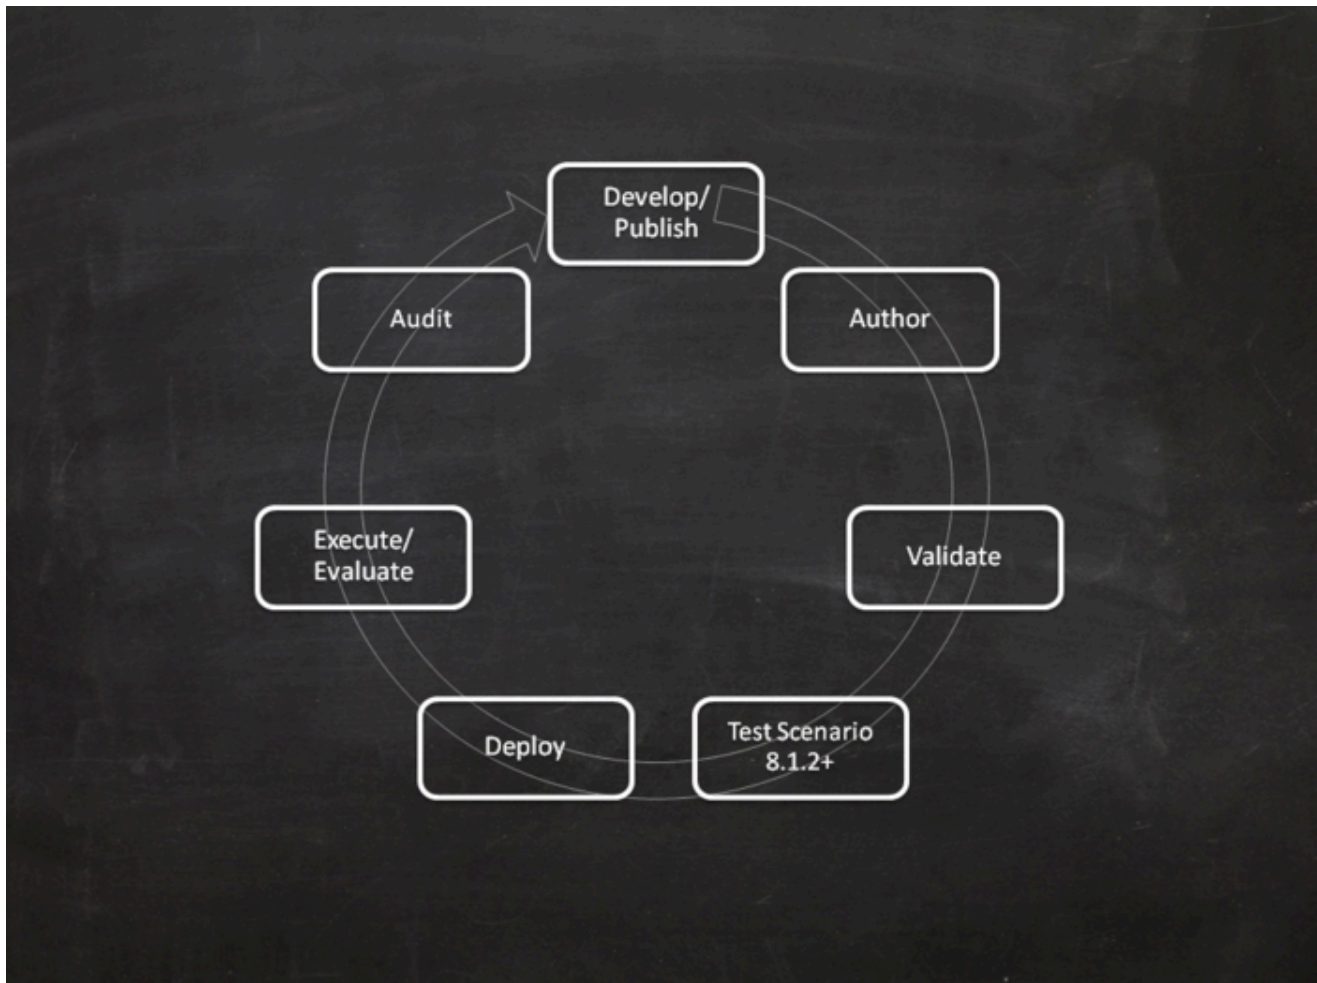 Develop/
Publish
Author
Validate
Test Scenario
8.1.2+
Deploy
Execute/
Evaluate
Audit